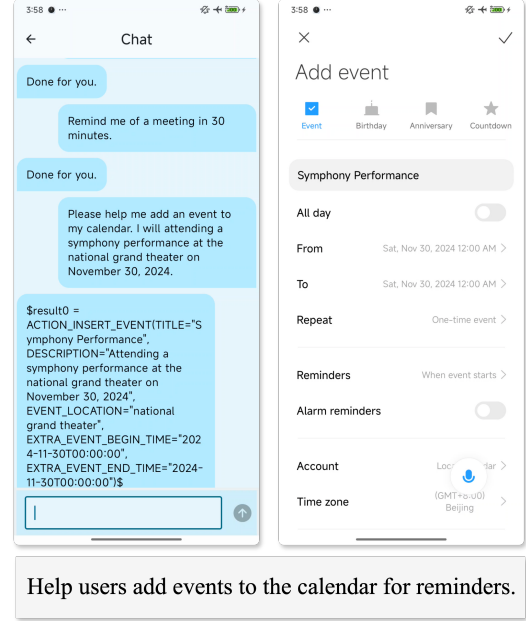 3:58
Chat
Done for you.
Remind me of a meeting in 30
minutes.
Done for you.
Please help me add an event to
my calendar. I will attending a
symphony performance at the
national grand theater on
November 30, 2024.
$result0 =
ACTION_INSERT_EVENT(TITLE="S
ymphony Performance",
DESCRIPTION="Attending a
symphony performance at the
national grand theater on
November 30, 2024",
EVENT_LOCATION="national
grand theater",
EXTRA_EVENT_BEGIN_TIME="202
4-11-30T00:00:00",
EXTRA_EVENT_END_TIME="2024-
11-30T00:00:00")$
3:58
Add event
Event Birthday Anniversary Countdown
Symphony Performance
All day
From Sat, Nov 30, 2024 12:00 AM
To Sat, Nov 30, 2024 12:00 AM
Repeat One-time event
Reminders When event starts
Alarm reminders
Account
Time zone (GMT+8:00)
Beijing
Help users add events to the calendar for reminders.